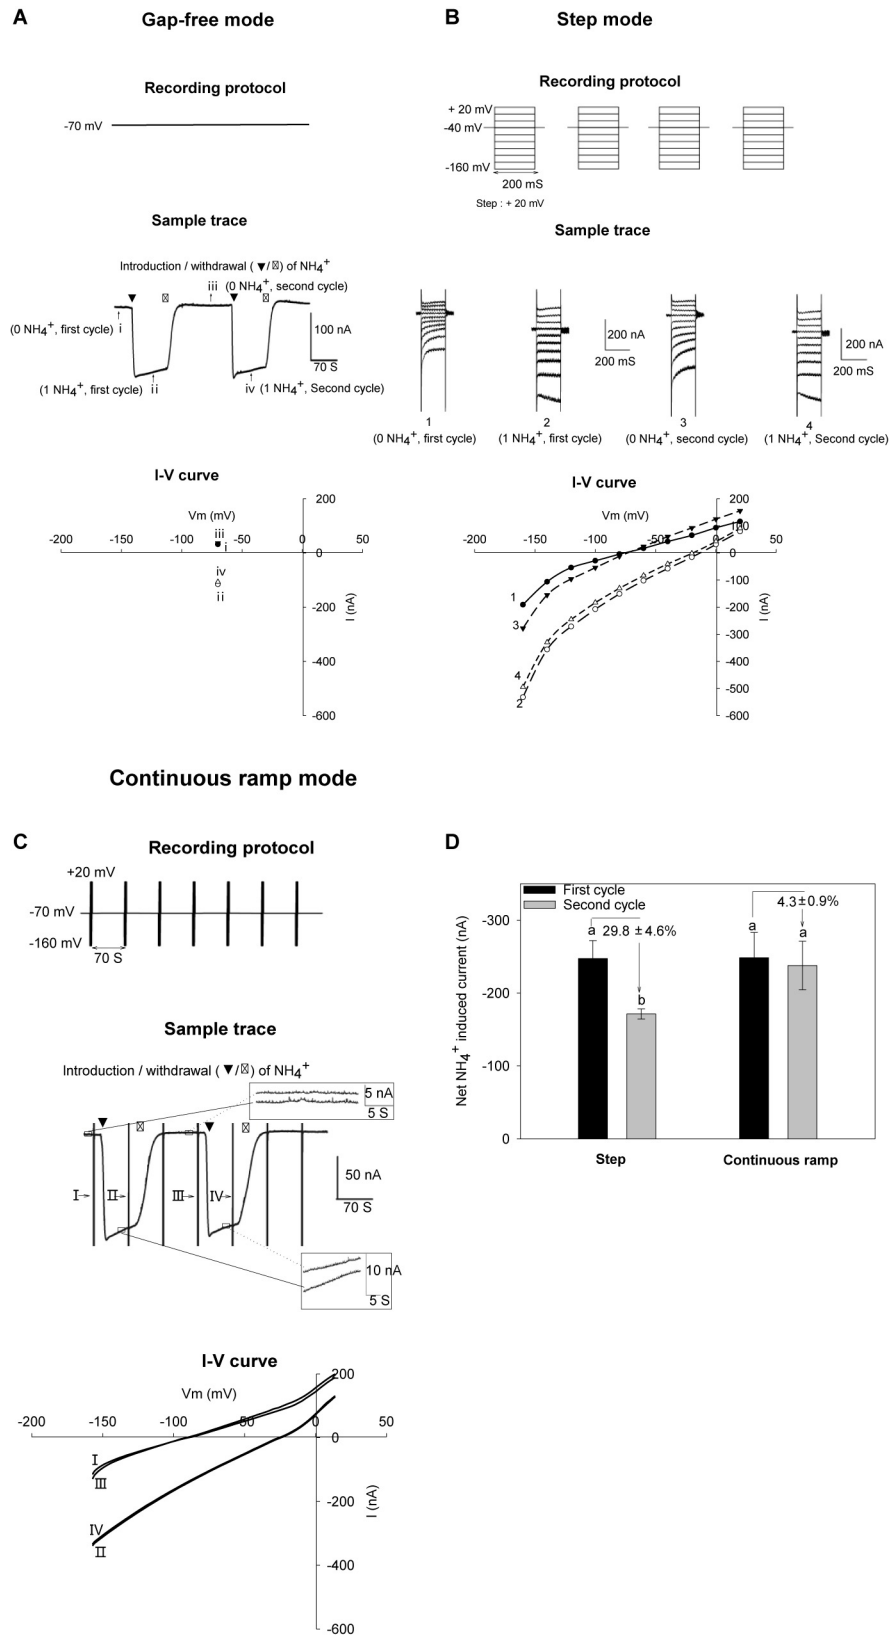 A
Gap-free mode
Recording protocol
-70 mV
Sample trace
Introduction / withdrawal ( ▼/☒) of NH4+
iii (0 NH4+, second cycle)
(0 NH4+, first cycle) i
100 nA
70 S
(1 NH4+, first cycle) ii
iv (1 NH4+, Second cycle)
I-V curve
Vm (mV)
-200 -150 -100 -50 0 50
200
0
-200
-400
-600
I (nA)
iii
i
iv
ii
B
Step mode
Recording protocol
+ 20 mV
-40 mV
-160 mV
200 mS
Step : + 20 mV
Sample trace
200 nA
200 mS
200 nA
200 mS
1
(0 NH4+, first cycle)
2
(1 NH4+, first cycle)
3
(0 NH4+, second cycle)
4
(1 NH4+, Second cycle)
I-V curve
Vm (mV)
-200 -150 -100 -50 0 50
200
100
0
-100
-200
-300
-400
-500
-600
I (nA)
1
3
4
2
Continuous ramp mode
C
Recording protocol
+20 mV
-70 mV
-160 mV
70 S
Sample trace
Introduction / withdrawal ( ▼/☒) of NH4+
5 nA
5 S
50 nA
70 S
I
II
III
IV
10 nA
5 S
I-V curve
Vm (mV)
-200 -150 -100 -50 0 50
200
0
-200
-400
-600
I (nA)
I
III
IV
II
D
First cycle
Second cycle
Net NH4+ induced current (nA)
-300
-200
-100
0
a
29.8 ±4.6%
b
a
4.3±0.9%
a
Step
Continuous ramp